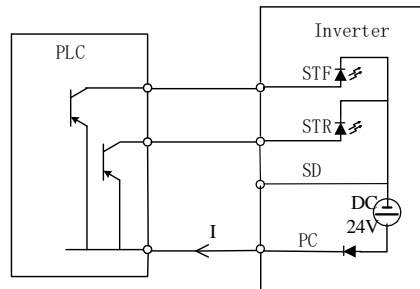 Inverter
PLC
STF
STR
SD
DC
24V
I
PC